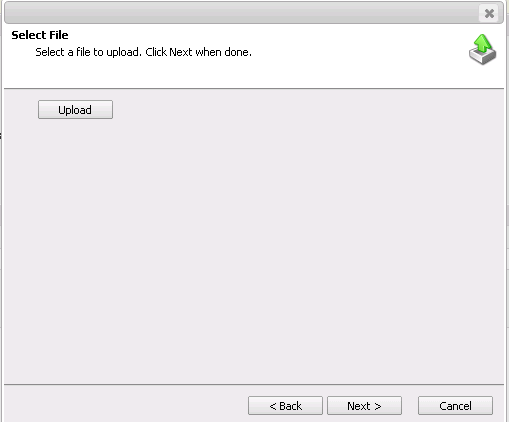 Select File
Select a file to upload. Click Next when done.
Upload
< Back
Next >
Cancel